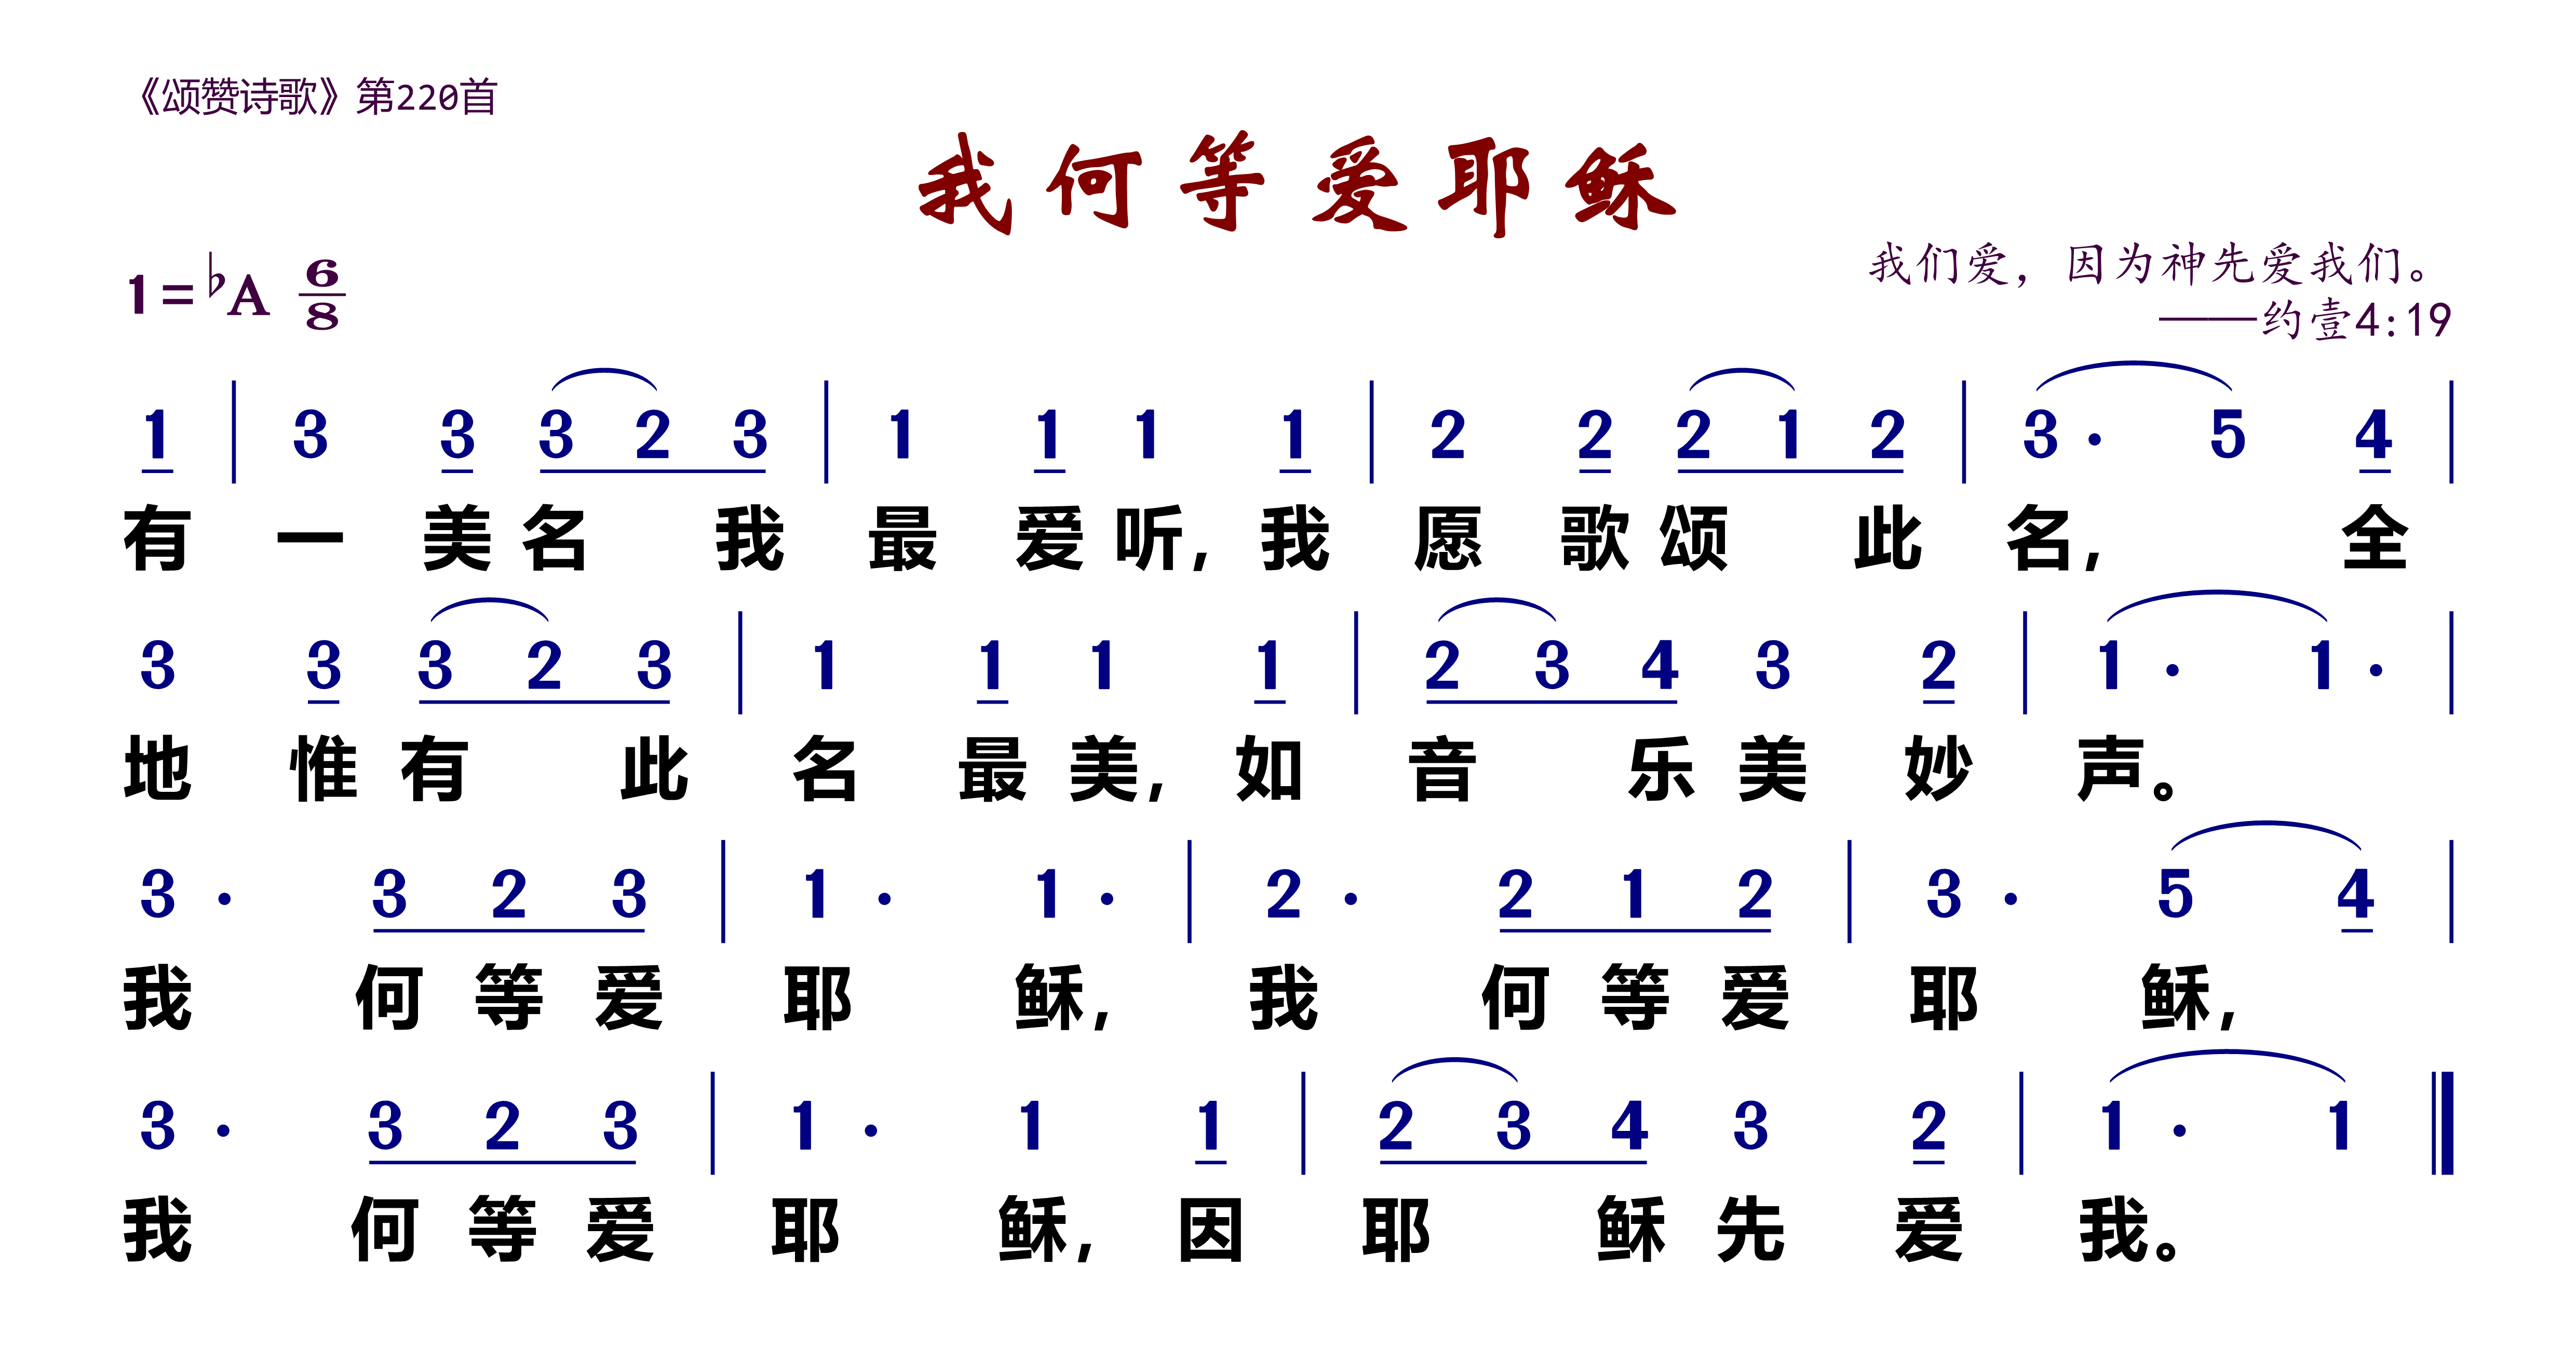 《颂赞诗歌》第220首
我何等爱耶稣
我们爱，因为神先爱我们。
1=♭A 6/8
——约壹4:19
1 | 3 3 3 2 3 | 1 1 1 1 | 2 2 2 1 2 | 3 · 5 4 |
有一美名我最爱听，我愿歌颂此名，全
3 3 3 2 3 | 1 1 1 1 | 2 3 4 3 2 | 1 · 1 · |
地惟有此名最美，如音乐美妙声。
3 · 3 2 3 | 1 · 1 · | 2 · 2 1 2 | 3 · 5 4 |
我何等爱耶稣，我何等爱耶稣，
3 · 3 2 3 | 1 · 1 1 | 2 3 4 3 2 | 1 · 1 ‖
我何等爱耶稣，因耶稣先爱我。